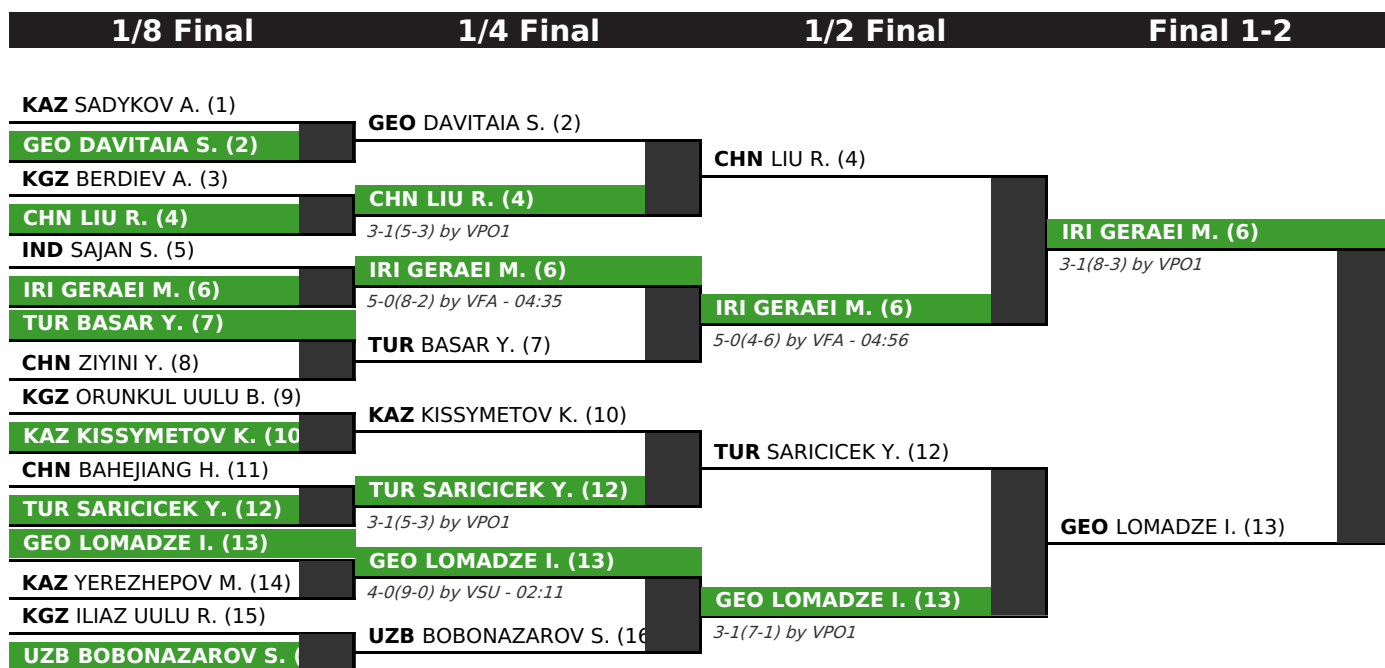 1/8 Final
1/4 Final
1/2 Final
Final 1-2
KAZ SADYKOV A. (1)
GEO DAVITAIA S. (2)
KGZ BERDIEV A. (3)
CHN LIU R. (4)
IND SAJAN S. (5)
IRI GERAEI M. (6)
TUR BASAR Y. (7)
CHN ZIYINI Y. (8)
KGZ ORUNKUL UULU B. (9)
KAZ KISSYMETOV K. (10
CHN BAHEJIANG H. (11)
TUR SARICICEK Y. (12)
GEO LOMADZE I. (13)
KAZ YEREZHEPOV M. (14)
KGZ ILIAZ UULU R. (15)
UZB BOBONAZAROV S. (
GEO DAVITAIA S. (2)
CHN LIU R. (4)
3-1(5-3) by VPO1
IRI GERAEI M. (6)
5-0(8-2) by VFA - 04:35
TUR BASAR Y. (7)
KAZ KISSYMETOV K. (10)
TUR SARICICEK Y. (12)
3-1(5-3) by VPO1
GEO LOMADZE I. (13)
4-0(9-0) by VSU - 02:11
UZB BOBONAZAROV S. (16
CHN LIU R. (4)
IRI GERAEI M. (6)
5-0(4-6) by VFA - 04:56
TUR SARICICEK Y. (12)
GEO LOMADZE I. (13)
3-1(7-1) by VPO1
IRI GERAEI M. (6)
3-1(8-3) by VPO1
GEO LOMADZE I. (13)